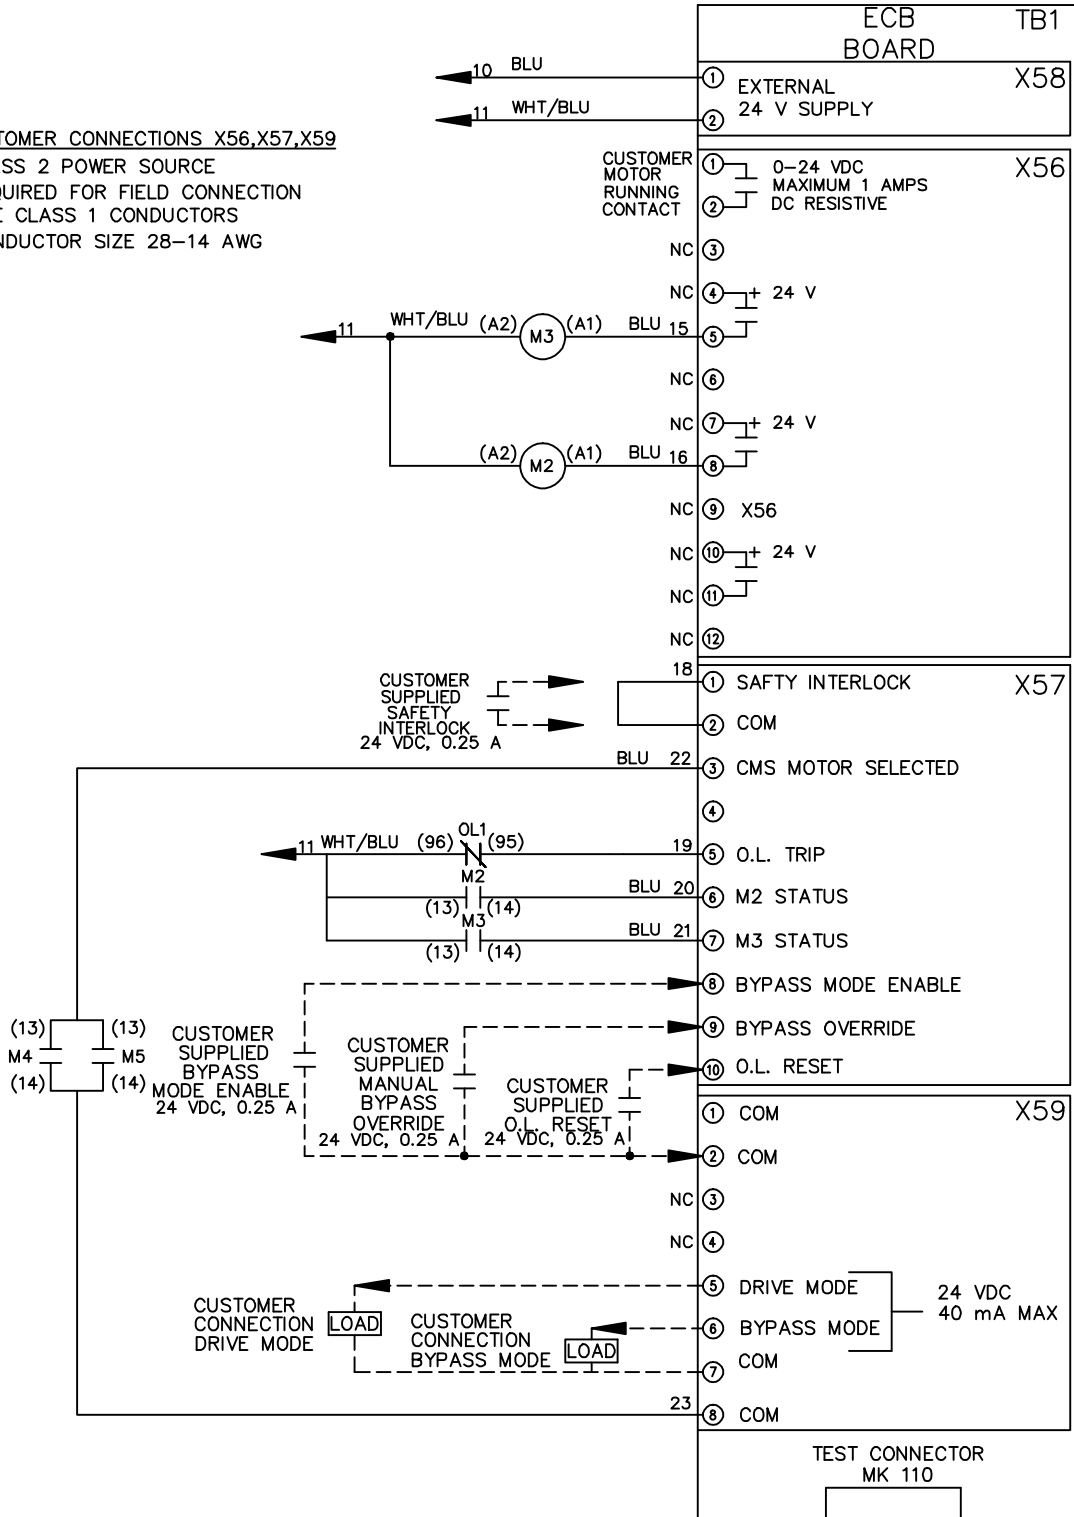 ECB
BOARD
TB1
X58
10 BLU
1 EXTERNAL
24 V SUPPLY
11 WHT/BLU
2
TOMER CONNECTIONS X56,X57,X59
SS 2 POWER SOURCE
QUIRED FOR FIELD CONNECTION
E CLASS 1 CONDUCTORS
NDUCTOR SIZE 28-14 AWG
X56
CUSTOMER
MOTOR
RUNNING
CONTACT
1
2
0-24 VDC
MAXIMUM 1 AMPS
DC RESISTIVE
NC 3
NC 4 + 24 V
11 WHT/BLU (A2) M3 (A1) BLU 15 5
NC 6
NC 7 + 24 V
(A2) M2 (A1) BLU 16 8
NC 9 X56
NC 10 + 24 V
NC 11
NC 12
X57
CUSTOMER
SUPPLIED
SAFETY
INTERLOCK
24 VDC, 0.25 A
18 1 SAFTY INTERLOCK
2 COM
BLU 22 3 CMS MOTOR SELECTED
4
11 WHT/BLU (96) OL1 (95) 19 5 O.L. TRIP
M2
(13) (14) BLU 20 6 M2 STATUS
M3
(13) (14) BLU 21 7 M3 STATUS
8 BYPASS MODE ENABLE
9 BYPASS OVERRIDE
10 O.L. RESET
(13) (13)
M4 M5
(14) (14)
CUSTOMER
SUPPLIED
BYPASS
MODE ENABLE
24 VDC, 0.25 A
CUSTOMER
SUPPLIED
MANUAL
BYPASS
OVERRIDE
24 VDC, 0.25 A
CUSTOMER
SUPPLIED
O.L. RESET
24 VDC, 0.25 A
X59
1 COM
2 COM
NC 3
NC 4
5 DRIVE MODE
6 BYPASS MODE
24 VDC
40 mA MAX
7 COM
CUSTOMER
CONNECTION
DRIVE MODE
LOAD
CUSTOMER
CONNECTION
BYPASS MODE
LOAD
23 8 COM
TEST CONNECTOR
MK 110